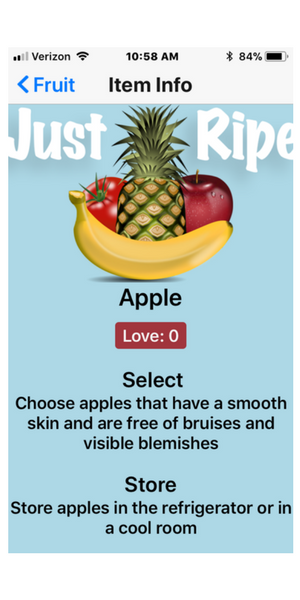 Verizon 10:58 AM 84%
Fruit Item Info
Just Ripe
Apple
Love: 0
Select
Choose apples that have a smooth
skin and are free of bruises and
visible blemishes
Store
Store apples in the refrigerator or in
a cool room